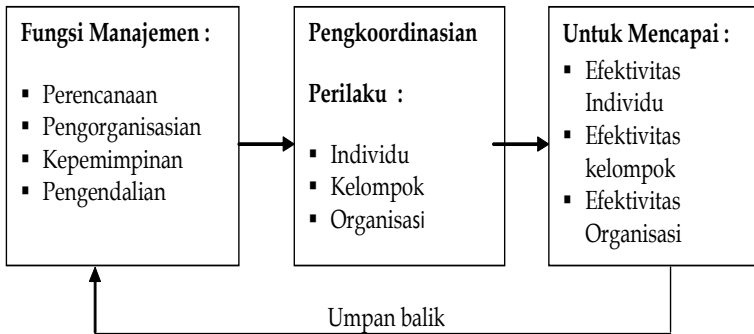 Fungsi Manajemen :
▪ Perencanaan
▪ Pengorganisasian
▪ Kepemimpinan
▪ Pengendalian
Pengkoordinasian
Perilaku :
▪ Individu
▪ Kelompok
▪ Organisasi
Untuk Mencapai :
▪ Efektivitas
Individu
▪ Efektivitas
kelompok
▪ Efektivitas
Organisasi
Umpan balik